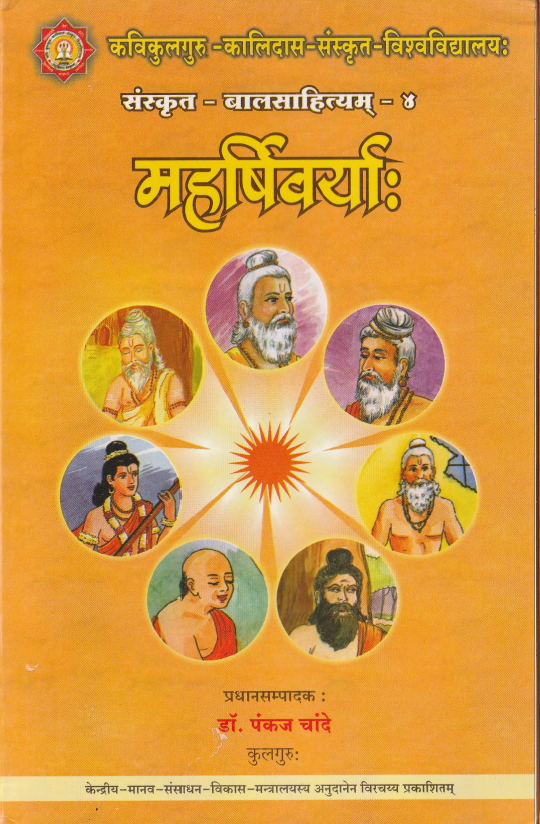 कविकुलगुरु-कालिदास-संस्कृत-विश्वविद्यालय:
संस्कृत - बालसाहित्यम् - ४
महर्षिवर्याः
प्रधानसम्पादक :
डॉ. पंकज चांदे
कुलगुरु:
केन्द्रीय-मानव-संसाधन-विकास-मन्त्रालयस्य अनुदानेन विरचय्य प्रकाशितम्